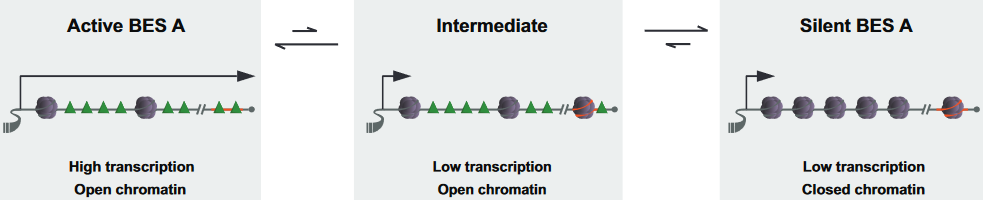 Active BES A
Intermediate
Silent BES A
High transcription
Open chromatin
Low transcription
Open chromatin
Low transcription
Closed chromatin